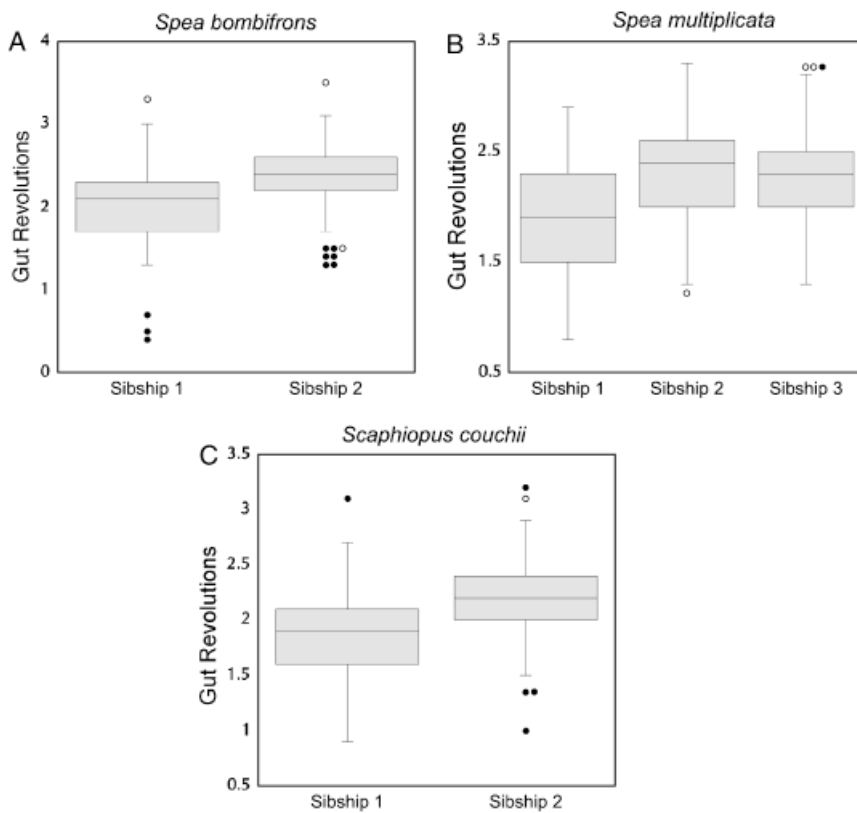 Spea bombifrons
A
4
3
2
1
0
Gut Revolutions
Sibship 1
Sibship 2
Spea multiplicata
B
3.5
2.5
1.5
0.5
Gut Revolutions
Sibship 1
Sibship 2
Sibship 3
Scaphiopus couchii
C
3.5
3
2.5
2
1.5
1
0.5
Gut Revolutions
Sibship 1
Sibship 2